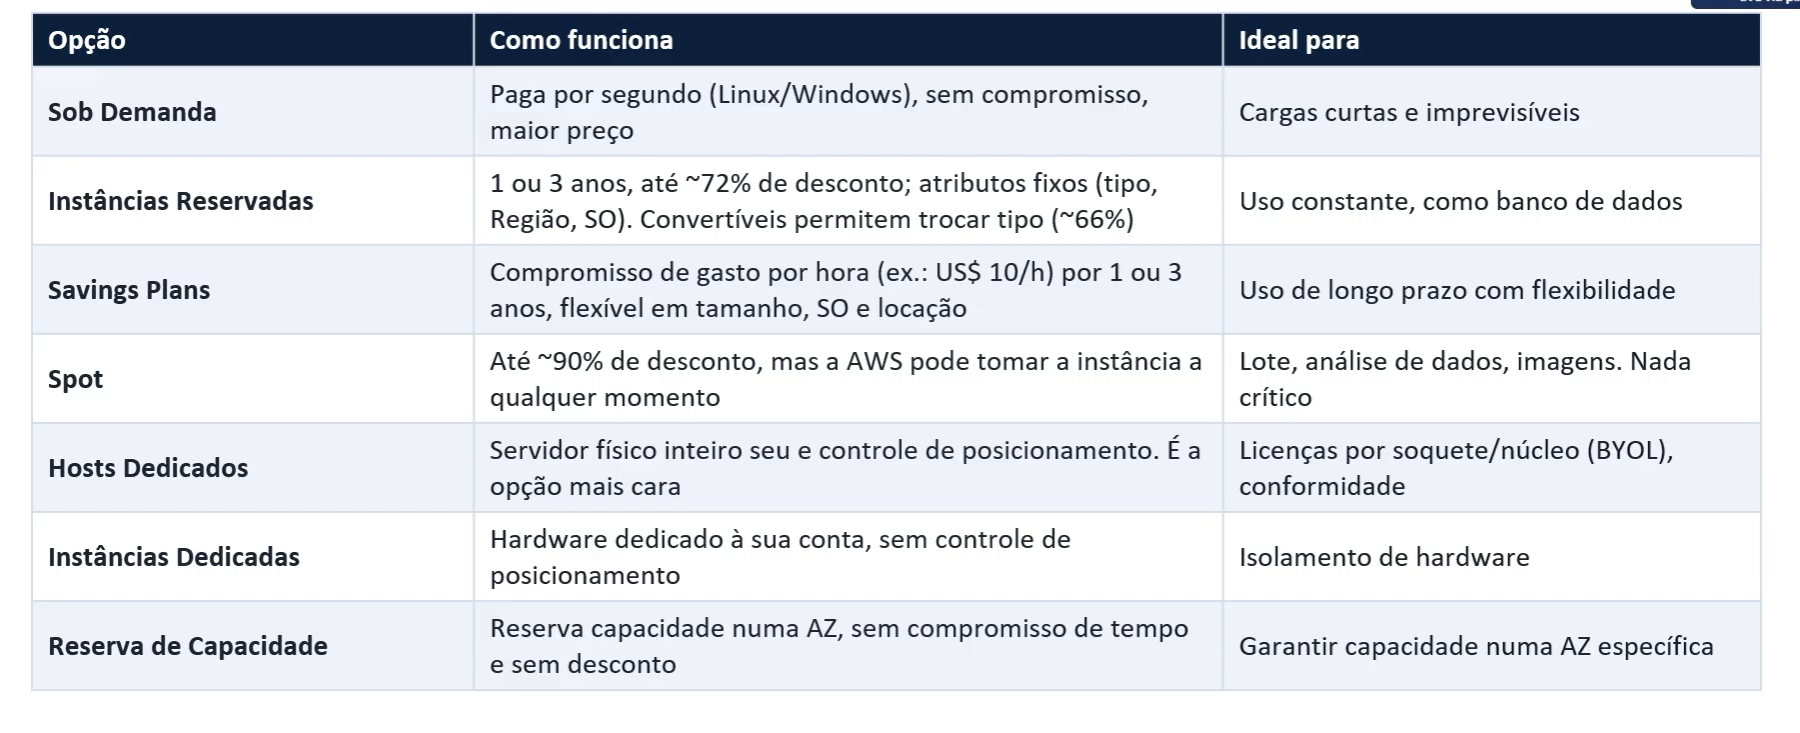 Opção Como funciona Ideal para
Sob Demanda
Paga por segundo (Linux/Windows), sem compromisso,
maior preço
Cargas curtas e imprevisíveis
Instâncias Reservadas
1 ou 3 anos, até ~72% de desconto; atributos fixos (tipo,
Região, SO). Convertíveis permitem trocar tipo (~66%)
Uso constante, como banco de dados
Savings Plans
Compromisso de gasto por hora (ex.: US$ 10/h) por 1 ou 3
anos, flexível em tamanho, SO e locação
Uso de longo prazo com flexibilidade
Spot
Até ~90% de desconto, mas a AWS pode tomar a instância a
qualquer momento
Lote, análise de dados, imagens. Nada
crítico
Hosts Dedicados
Servidor físico inteiro seu e controle de posicionamento. É a
opção mais cara
Licenças por soquete/núcleo (BYOL),
conformidade
Instâncias Dedicadas
Hardware dedicado à sua conta, sem controle de
posicionamento
Isolamento de hardware
Reserva de Capacidade
Reserva capacidade numa AZ, sem compromisso de tempo
e sem desconto
Garantir capacidade numa AZ específica